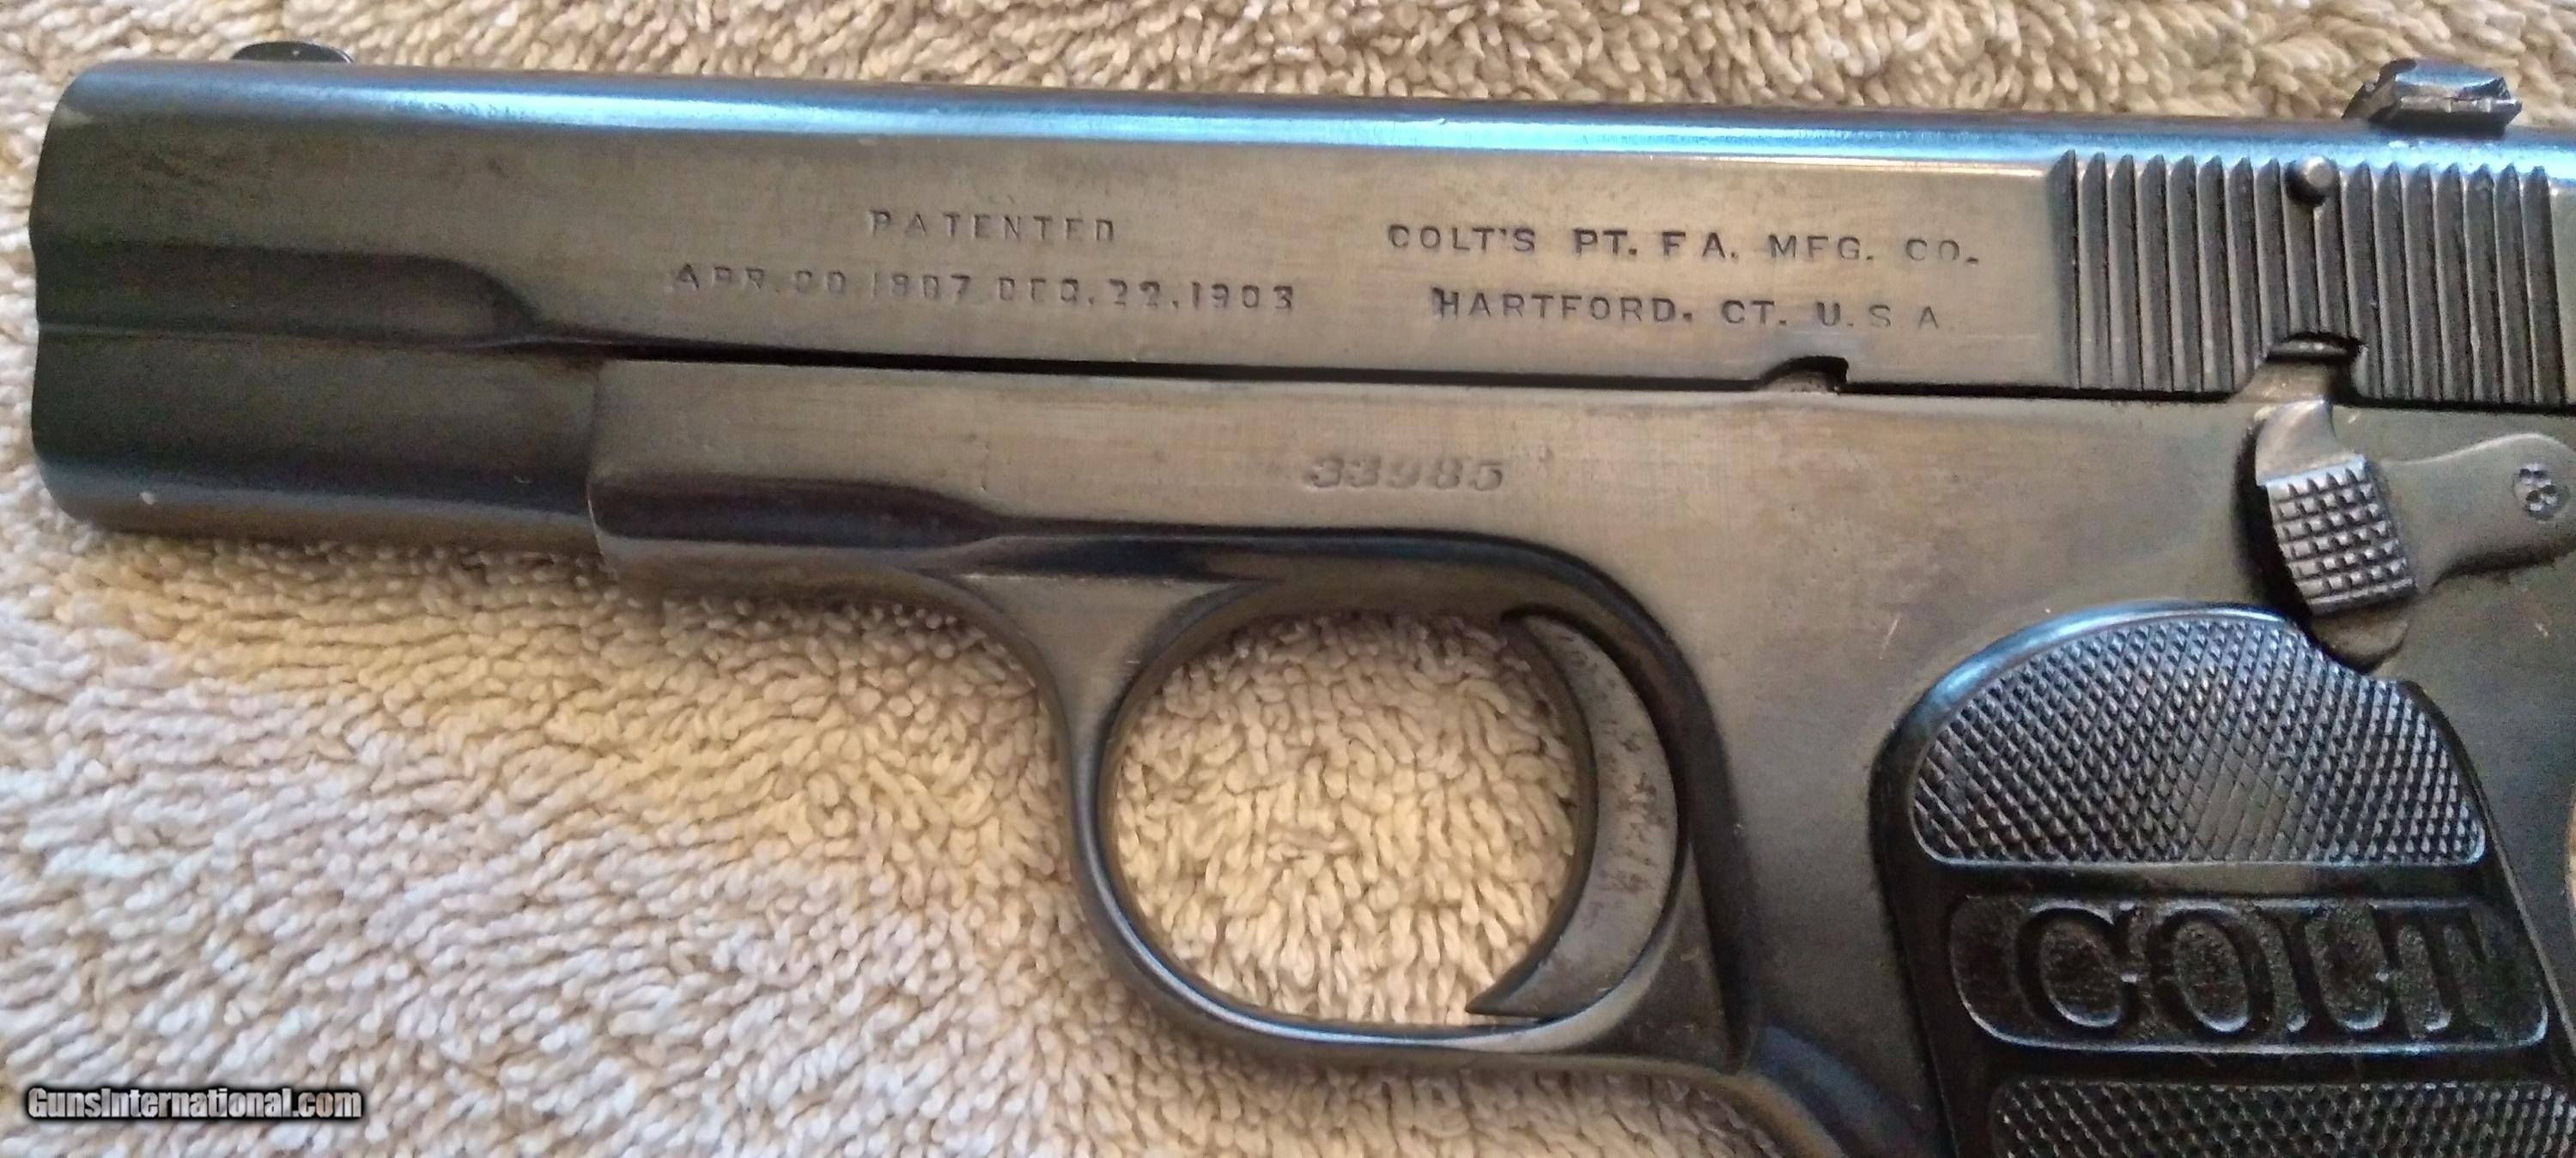 PATENTED
APR. 20 1897 DEC. 22. 1903
COLT'S PT. F A. MFG. CO.
HARTFORD. CT. U.S A
33985
COLT
GunsInternational.com